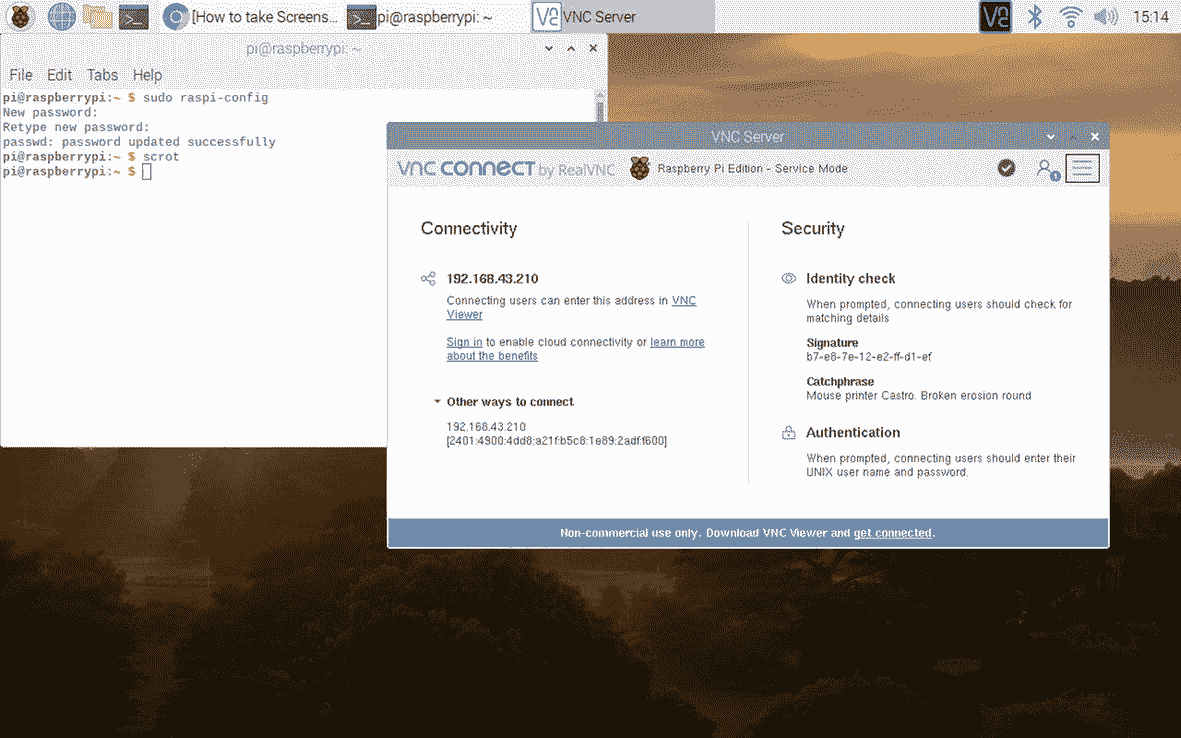 [How to take Screens...
pi@raspberrypi: ~
VNC Server
15:14
pi@raspberrypi: ~
File Edit Tabs Help
pi@raspberrypi:~ $ sudo raspi-config
New password:
Retype new password:
passwd: password updated successfully
pi@raspberrypi:~ $ scrot
pi@raspberrypi:~ $
VNC Server
vnc connect by RealVNC Raspberry Pi Edition - Service Mode
1
Connectivity
192.168.43.210
Connecting users can enter this address in VNC
Viewer
Sign in to enable cloud connectivity or learn more
about the benefits
Other ways to connect
192.168.43.210
[2401:4900:4dd8:a21f:b5c8:1e89:2adf:f600]
Security
Identity check
When prompted, connecting users should check for
matching details
Signature
b7-e8-7e-12-e2-ff-d1-ef
Catchphrase
Mouse printer Castro. Broken erosion round
Authentication
When prompted, connecting users should enter their
UNIX user name and password.
Non-commercial use only. Download VNC Viewer and get connected.